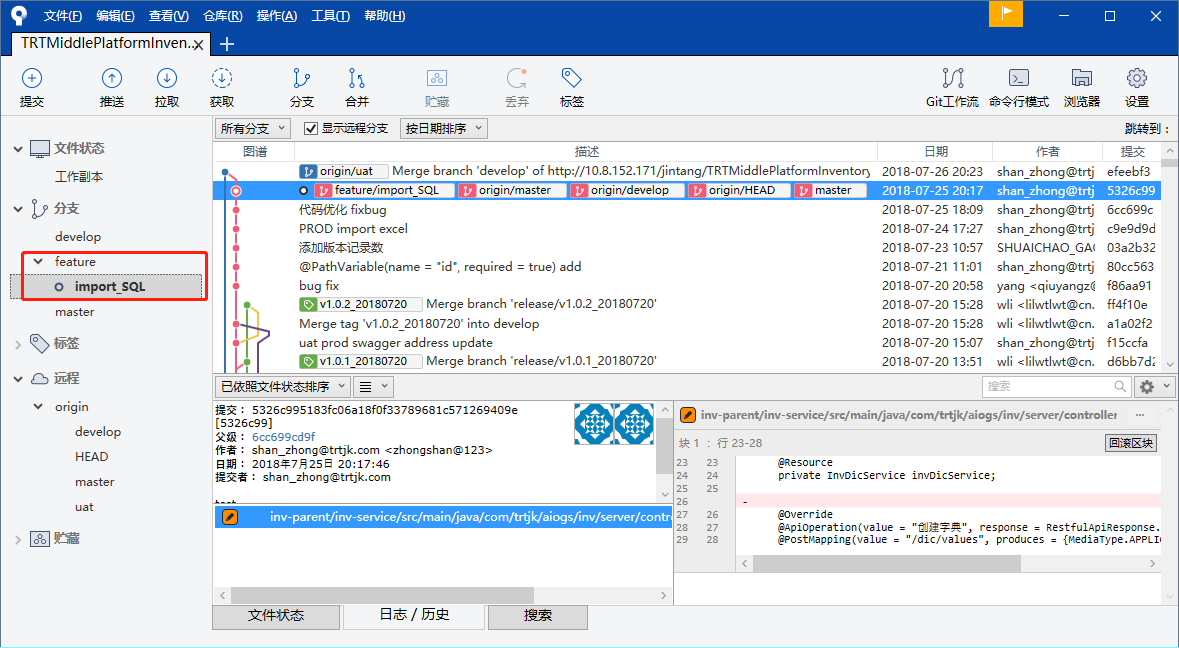 文件(F) 编辑(E) 查看(V) 仓库(R) 操作(A) 工具(T) 帮助(H)
TRTMiddlePlatformInven..
提交 推送 拉取 获取 分支 合并 贮藏 丢弃 标签 Git工作流 命令行模式 浏览器 设置
文件状态
工作副本
分支
develop
feature
import_SQL
master
标签
远程
origin
develop
HEAD
master
uat
贮藏
所有分支 显示远程分支 按日期排序 跳转到：
图谱 描述 日期 作者 提交
origin/uat Merge branch 'develop' of http://10.8.152.171/jintang/TRTMiddlePlatformInventory 2018-07-26 20:23 shan_zhong@trtj efeebf3
feature/import_SQL origin/master origin/develop origin/HEAD master 2018-07-25 20:17 shan_zhong@trtj 5326c99
代码优化 fixbug 2018-07-25 18:09 shan_zhong@trtj 6cc699c
PROD import excel 2018-07-24 17:27 shan_zhong@trtj c9e9d9d
添加版本记录数 2018-07-23 10:57 SHUAICHAO_GAO 03a2b32
@PathVariable(name = "id", required = true) add 2018-07-21 11:01 shan_zhong@trtj 80cc563
bug fix 2018-07-20 20:58 yang <qiuyangz@ f86aa91
v1.0.2_20180720 Merge branch 'release/v1.0.2_20180720' 2018-07-20 15:28 wli <lilwtlwt@cn. ff4f10e
Merge tag 'v1.0.2_20180720' into develop 2018-07-20 15:28 wli <lilwtlwt@cn. a1a02f2
uat prod swagger address update 2018-07-20 15:07 shan_zhong@trtj f15ccfa
v1.0.1_20180720 Merge branch 'release/v1.0.1_20180720' 2018-07-20 13:51 wli <lilwtlwt@cn. d6bb7d2
已依照文件状态排序 搜索
提交： 5326c995183fc06a18f0f33789681c571269409e
[5326c99]
父级： 6cc699cd9f
作者： shan_zhong@trtjk.com <zhongshan@123>
日期： 2018年7月25日 20:17:46
提交者： shan_zhong@trtjk.com
test
inv-parent/inv-service/src/main/java/com/trtjk/aiogs/inv/server/contro
inv-parent/inv-service/src/main/java/com/trtjk/aiogs/inv/server/controller ...
块 1 ： 行 23-28 回滚区块
23 23 @Resource
24 24 private InvDicService invDicService;
25 25
26 -
27 26 @Override
28 27 @ApiOperation(value = "创建字典", response = RestfulApiResponse.
29 28 @PostMapping(value = "/dic/values", produces = {MediaType.APPLIC
文件状态 日志 / 历史 搜索